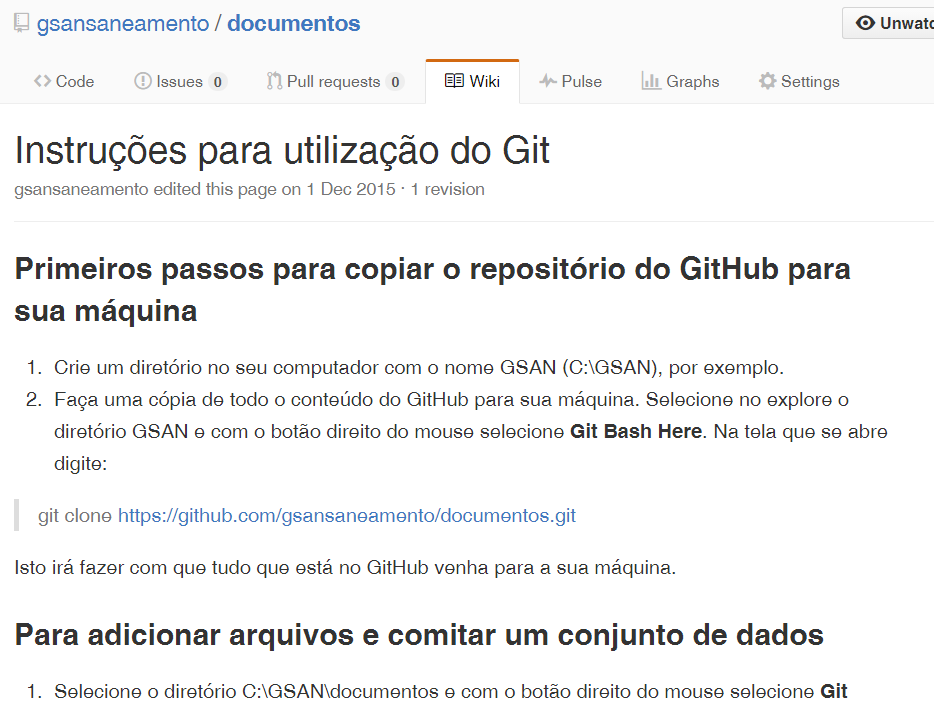 gsansaneamento / documentos
Unwatc
Code Issues 0 Pull requests 0 Wiki Pulse Graphs Settings
Instruções para utilização do Git
gsansaneamento edited this page on 1 Dec 2015 · 1 revision
Primeiros passos para copiar o repositório do GitHub para
sua máquina
1. Crie um diretório no seu computador com o nome GSAN (C:\GSAN), por exemplo.
2. Faça uma cópia de todo o conteúdo do GitHub para sua máquina. Selecione no explore o
diretório GSAN e com o botão direito do mouse selecione Git Bash Here. Na tela que se abre
digite:
git clone https://github.com/gsansaneamento/documentos.git
Isto irá fazer com que tudo que está no GitHub venha para a sua máquina.
Para adicionar arquivos e comitar um conjunto de dados
1. Selecione o diretório C:\GSAN\documentos e com o botão direito do mouse selecione Git